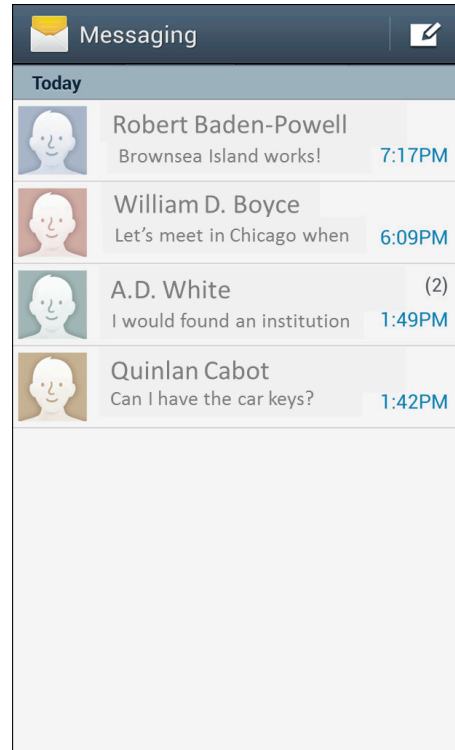 Messaging
Today
Robert Baden-Powell
Brownsea Island works!
7:17PM
William D. Boyce
Let's meet in Chicago when
6:09PM
A.D. White
(2)
I would found an institution
1:49PM
Quinlan Cabot
Can I have the car keys?
1:42PM